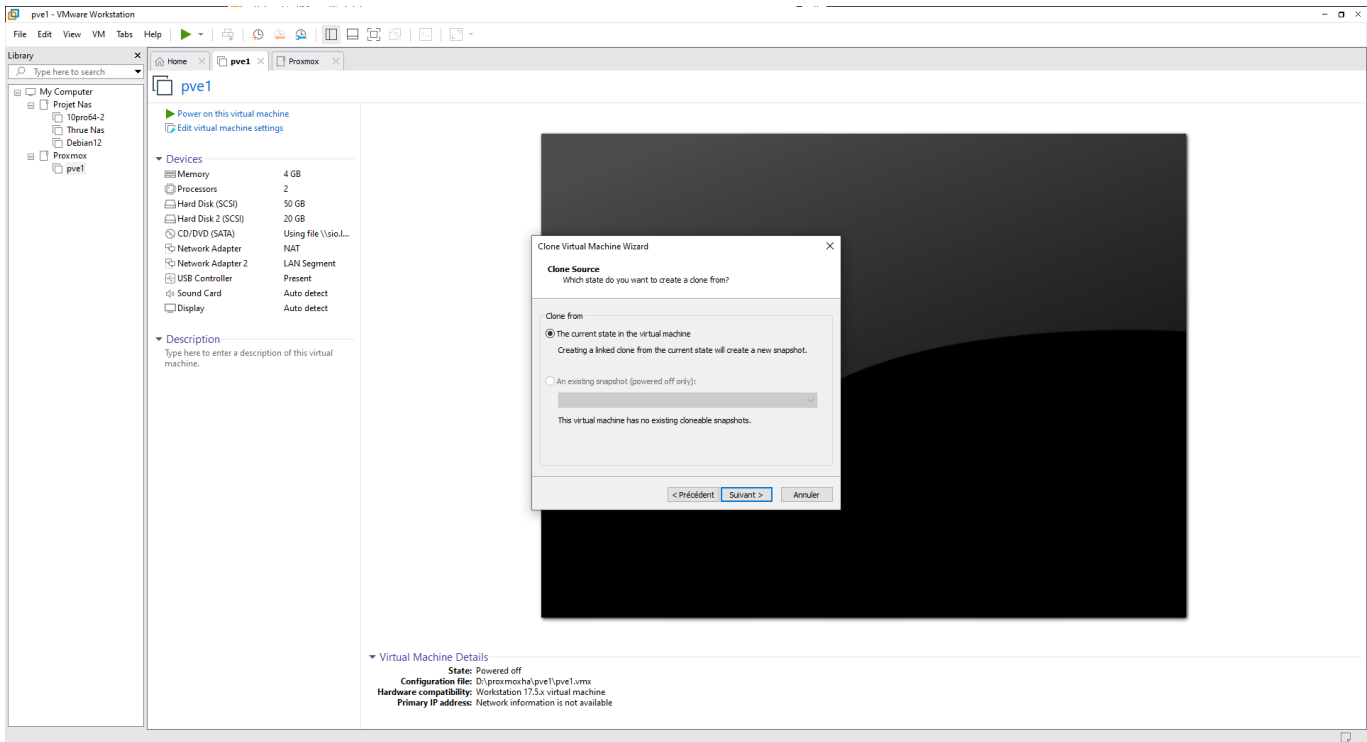 pve1 - VMware Workstation
File Edit View VM Tabs Help
Library
Type here to search
My Computer
Projet Nas
10pro64-2
Thrue Nas
Debian12
Proxmox
pve1
Home
pve1
Proxmox
pve1
Power on this virtual machine
Edit virtual machine settings
Devices
Memory 4 GB
Processors 2
Hard Disk (SCSI) 50 GB
Hard Disk 2 (SCSI) 20 GB
CD/DVD (SATA) Using file \\sio.l...
Network Adapter NAT
Network Adapter 2 LAN Segment
USB Controller Present
Sound Card Auto detect
Display Auto detect
Description
Type here to enter a description of this virtual
machine.
Clone Virtual Machine Wizard
Clone Source
Which state do you want to create a clone from?
Clone from
The current state in the virtual machine
Creating a linked clone from the current state will create a new snapshot.
An existing snapshot (powered off only):
This virtual machine has no existing cloneable snapshots.
< Précédent Suivant > Annuler
Virtual Machine Details
State: Powered off
Configuration file: D:\proxmoxha\pve1\pve1.vmx
Hardware compatibility: Workstation 17.5.x virtual machine
Primary IP address: Network information is not available